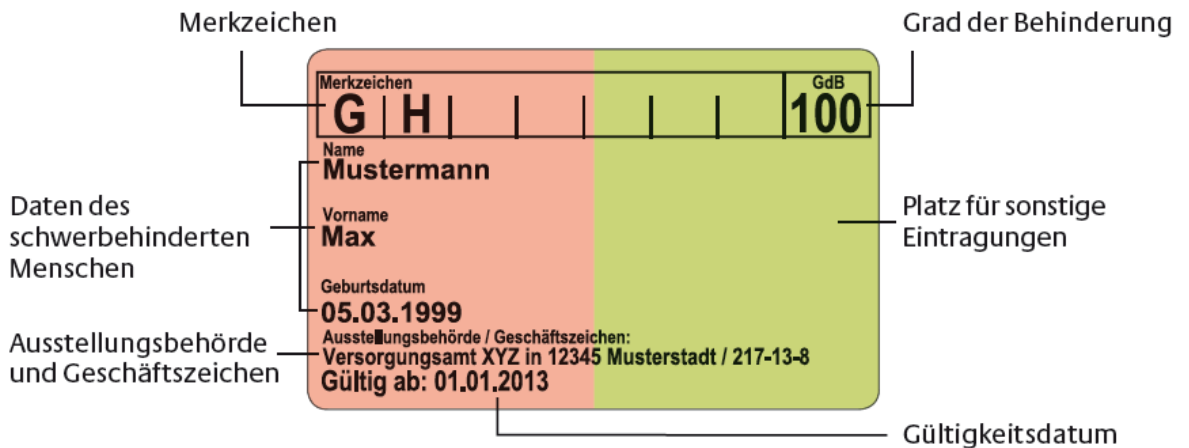 Merkzeichen
Grad der Behinderung
Merkzeichen
GdB
G H
100
Name
Mustermann
Daten des
schwerbehinderten
Menschen
Vorname
Max
Platz für sonstige
Eintragungen
Geburtsdatum
05.03.1999
Ausstellungsbehörde
und Geschäftszeichen
Ausstellungsbehörde / Geschäftszeichen:
Versorgungsamt XYZ in 12345 Musterstadt / 217-13-8
Gültig ab: 01.01.2013
Gültigkeitsdatum